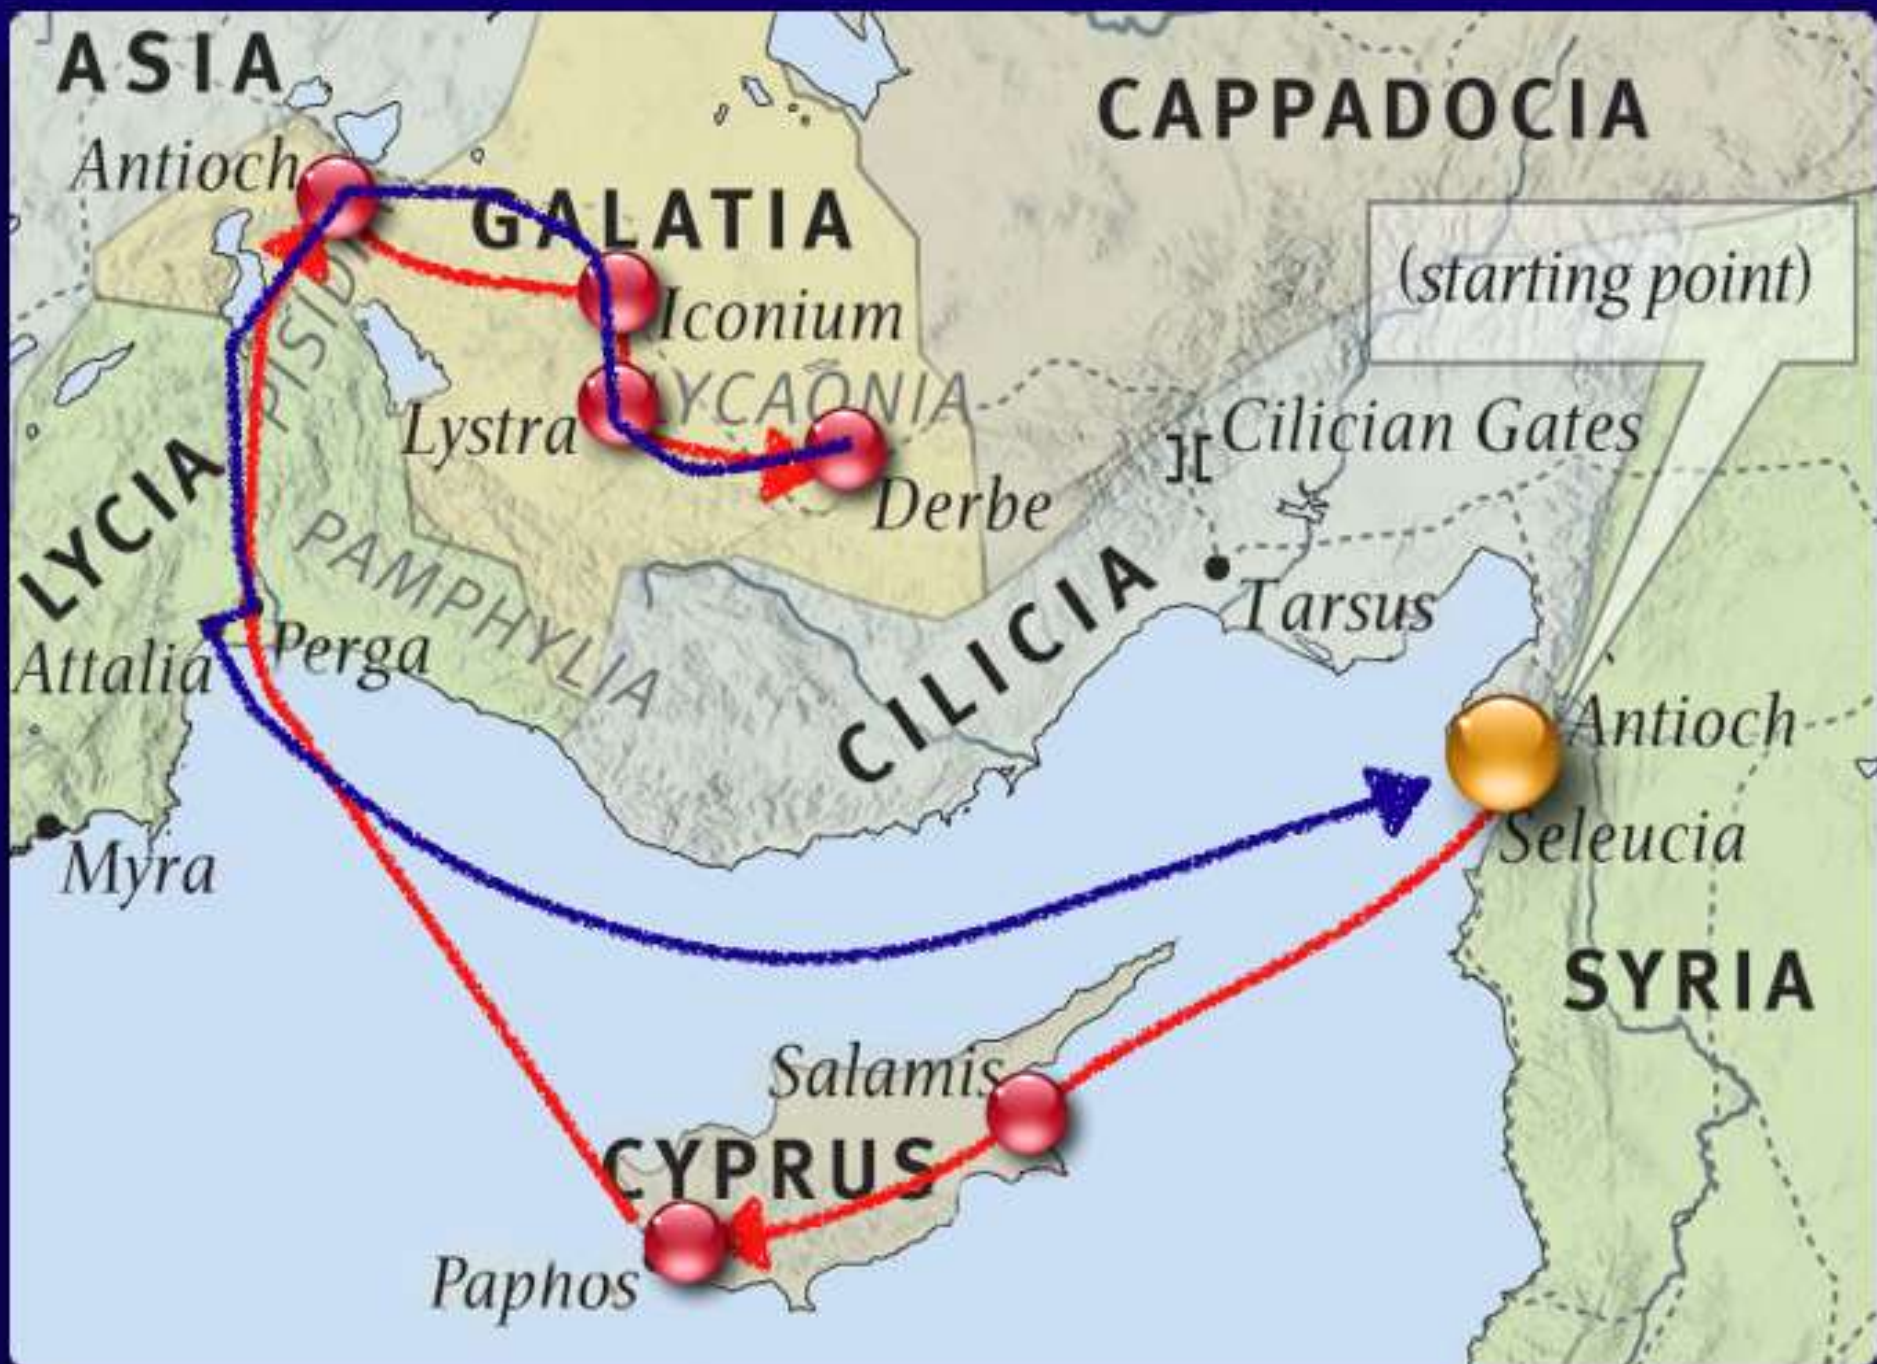 ASIA
CAPPADOCIA
Antioch
GALATIA
(starting point)
PISIDIA
Iconium
LYCAONIA
Lystra
Cilician Gates
Derbe
LYCIA
PAMPHYLIA
CILICIA
Tarsus
Attalia
Perga
Antioch
Seleucia
Myra
SYRIA
Salamis
CYPRUS
Paphos